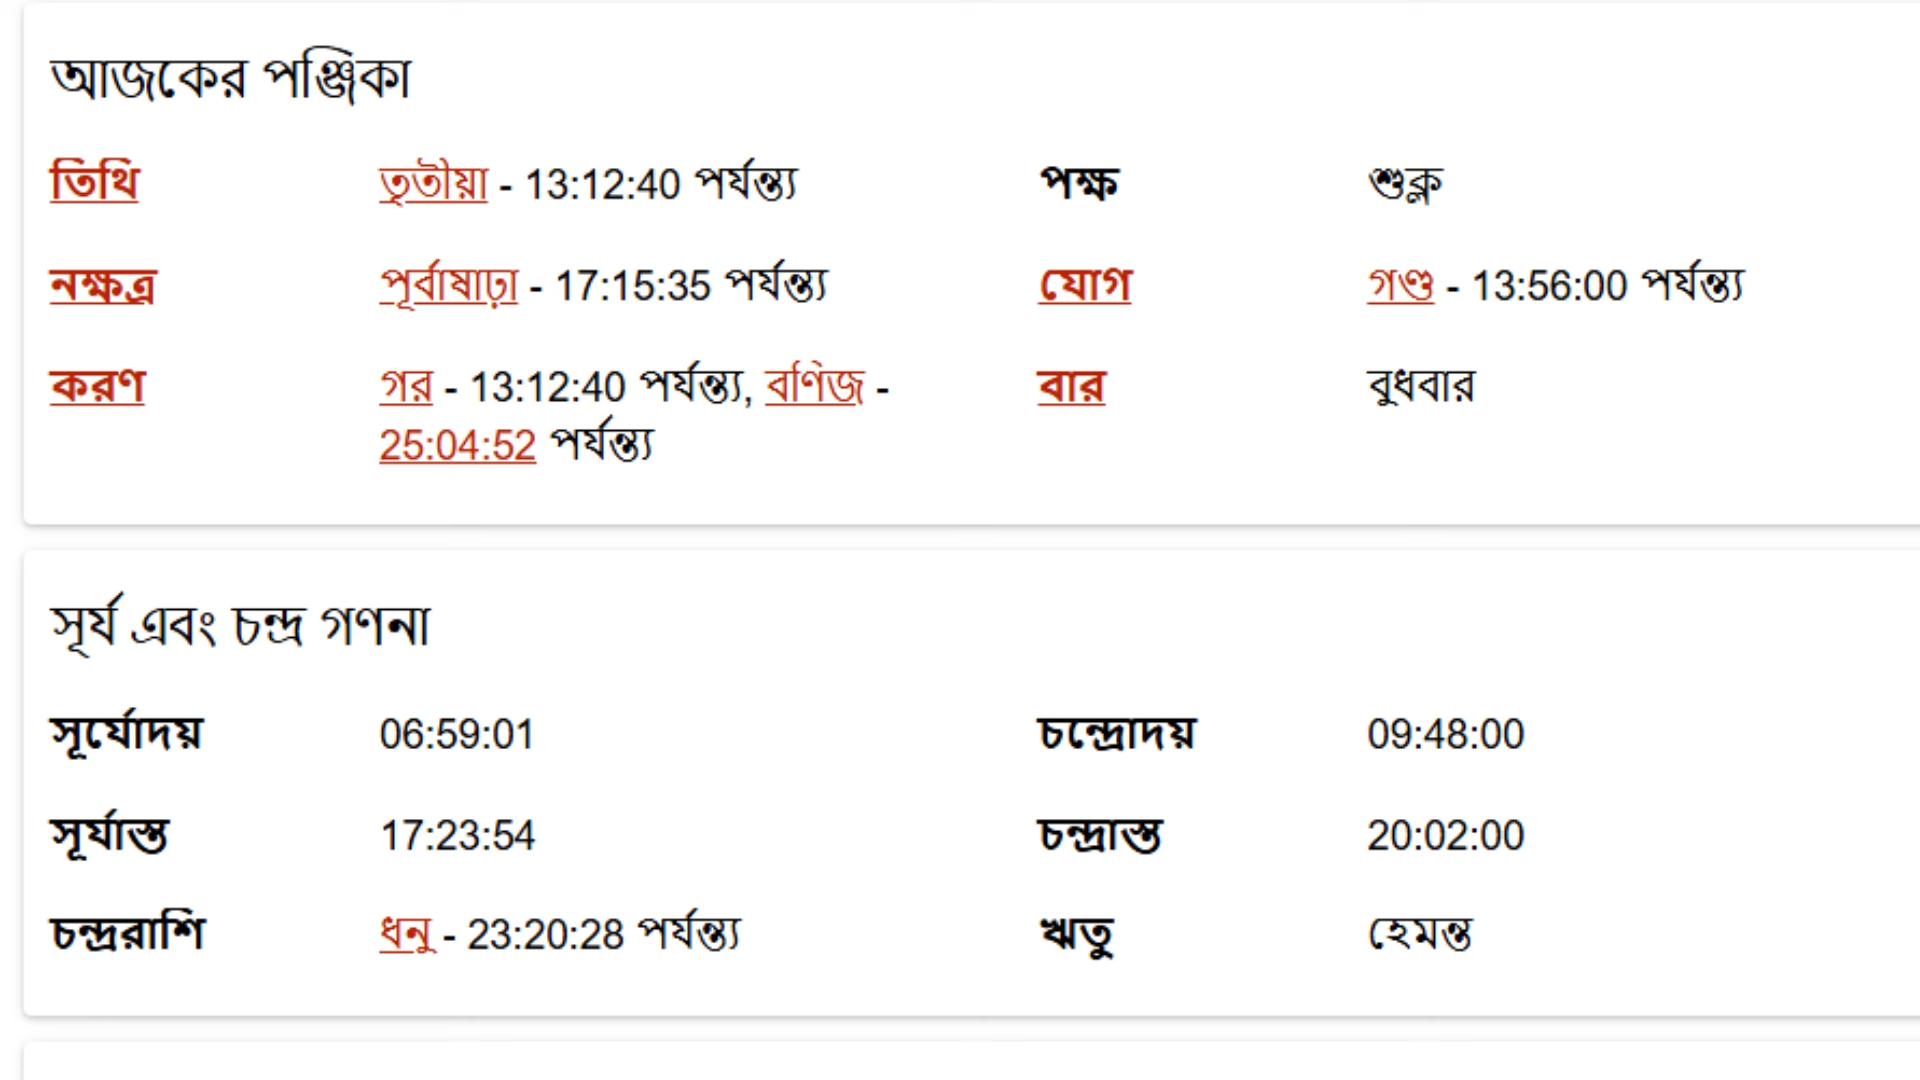 আজকের পঞ্জিকা
তিথি তৃতীয়া - 13:12:40 পর্যন্ত্য পক্ষ শুক্ল
নক্ষত্র পূর্বাষাঢ়া - 17:15:35 পর্যন্ত্য যোগ গণ্ড - 13:56:00 পর্যন্ত্য
করণ গর - 13:12:40 পর্যন্ত্য, বণিজ - বার বুধবার
25:04:52 পর্যন্ত্য
সূর্য এবং চন্দ্র গণনা
সূর্যোদয় 06:59:01 চন্দ্রোদয় 09:48:00
সূর্যাস্ত 17:23:54 চন্দ্রাস্ত 20:02:00
চন্দ্ররাশি ধনু - 23:20:28 পর্যন্ত্য ঋতু হেমন্ত